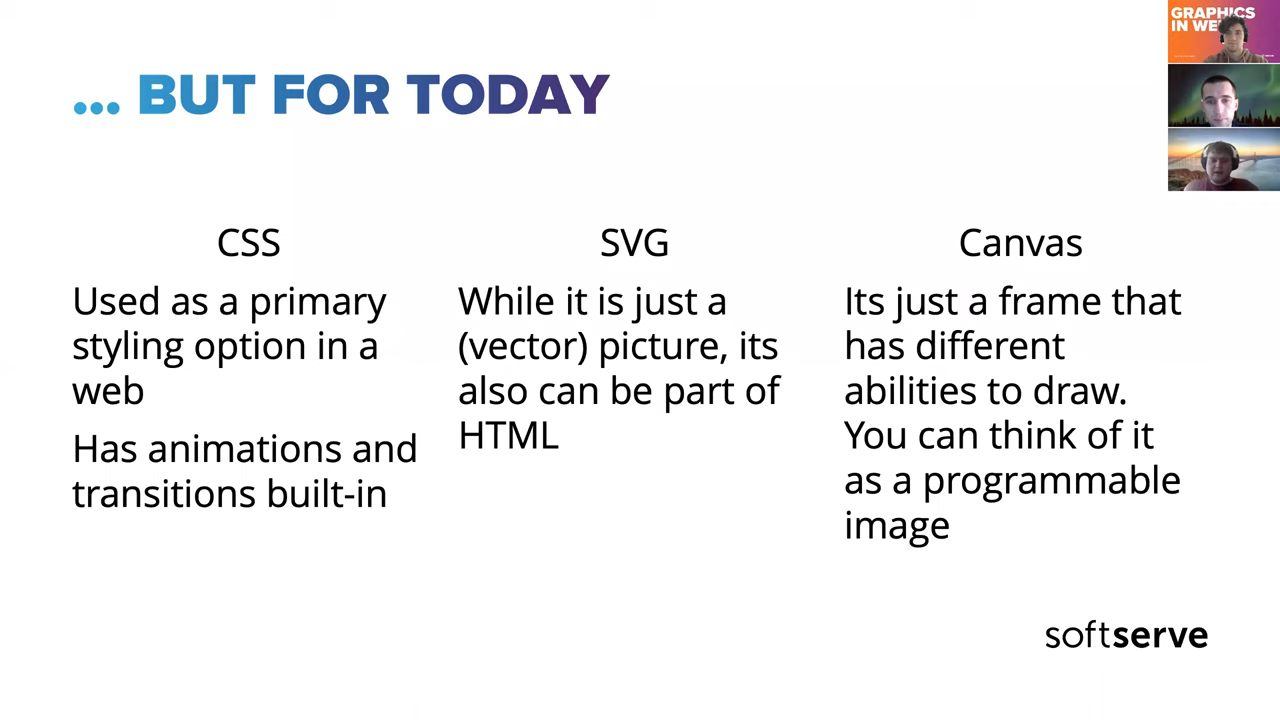 ... BUT FOR TODAY
GRAPHICS
IN WE
CSS
Used as a primary
styling option in a
web
Has animations and
transitions built-in
SVG
While it is just a
(vector) picture, its
also can be part of
HTML
Canvas
Its just a frame that
has different
abilities to draw.
You can think of it
as a programmable
image
softserve